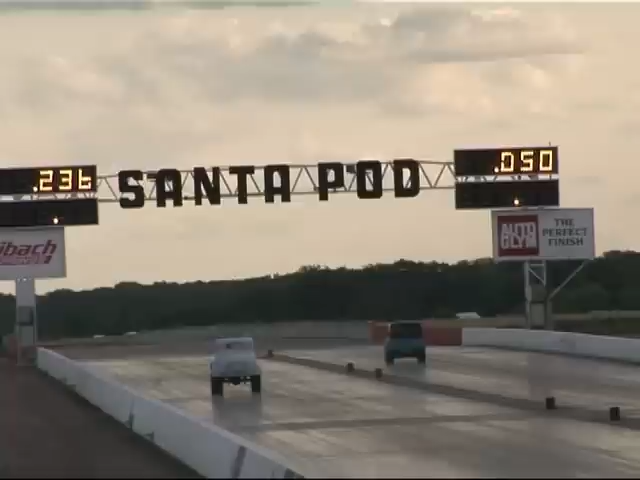 .236
SANTA POD
.050
ibach
AUTO
GLYM
THE
PERFECT
FINISH